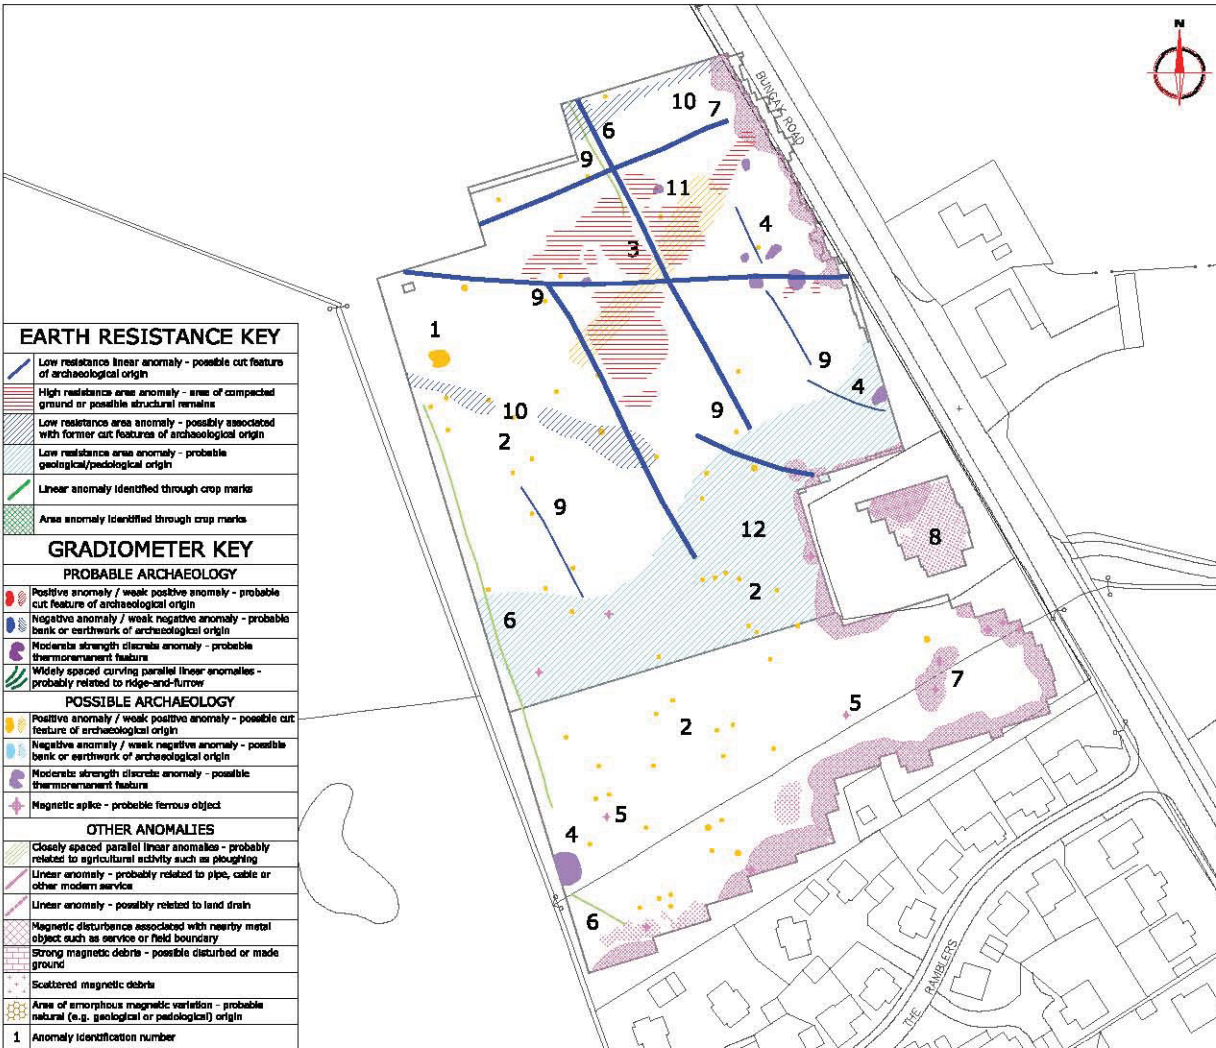 N
BUNGAY ROAD
10
7
6
9
11
4
3
9
1
9
4
10
9
2
9
12
8
2
6
7
5
2
5
4
6
THE RAMBLERS
EARTH RESISTANCE KEY
Low resistance linear anomaly - possible cut feature
of archaeological origin
High resistance area anomaly - area of compacted
ground or possible structural remains
Low resistance area anomaly - possibly associated
with former cut features of archaeological origin
Low resistance area anomaly - probable
geological/pedological origin
Linear anomaly identified through crop marks
Area anomaly identified through crop marks
GRADIOMETER KEY
PROBABLE ARCHAEOLOGY
Positive anomaly / weak positive anomaly - probable
cut feature of archaeological origin
Negative anomaly / weak negative anomaly - probable
bank or earthwork of archaeological origin
Moderate strength discrete anomaly - probable
thermoremanent feature
Widely spaced curving parallel linear anomalies -
probably related to ridge-and-furrow
POSSIBLE ARCHAEOLOGY
Positive anomaly / weak positive anomaly - possible cut
feature of archaeological origin
Negative anomaly / weak negative anomaly - possible
bank or earthwork of archaeological origin
Moderate strength discrete anomaly - possible
thermoremanent feature
Magnetic spike - probable ferrous object
OTHER ANOMALIES
Closely spaced parallel linear anomalies - probably
related to agricultural activity such as ploughing
Linear anomaly - probably related to pipe, cable or
other modern service
Linear anomaly - possibly related to land drain
Magnetic disturbance associated with nearby metal
object such as service or field boundary
Strong magnetic debris - possible disturbed or made
ground
Scattered magnetic debris
Area of amorphous magnetic variation - probable
natural (e.g. geological or pedological) origin
1 Anomaly identification number